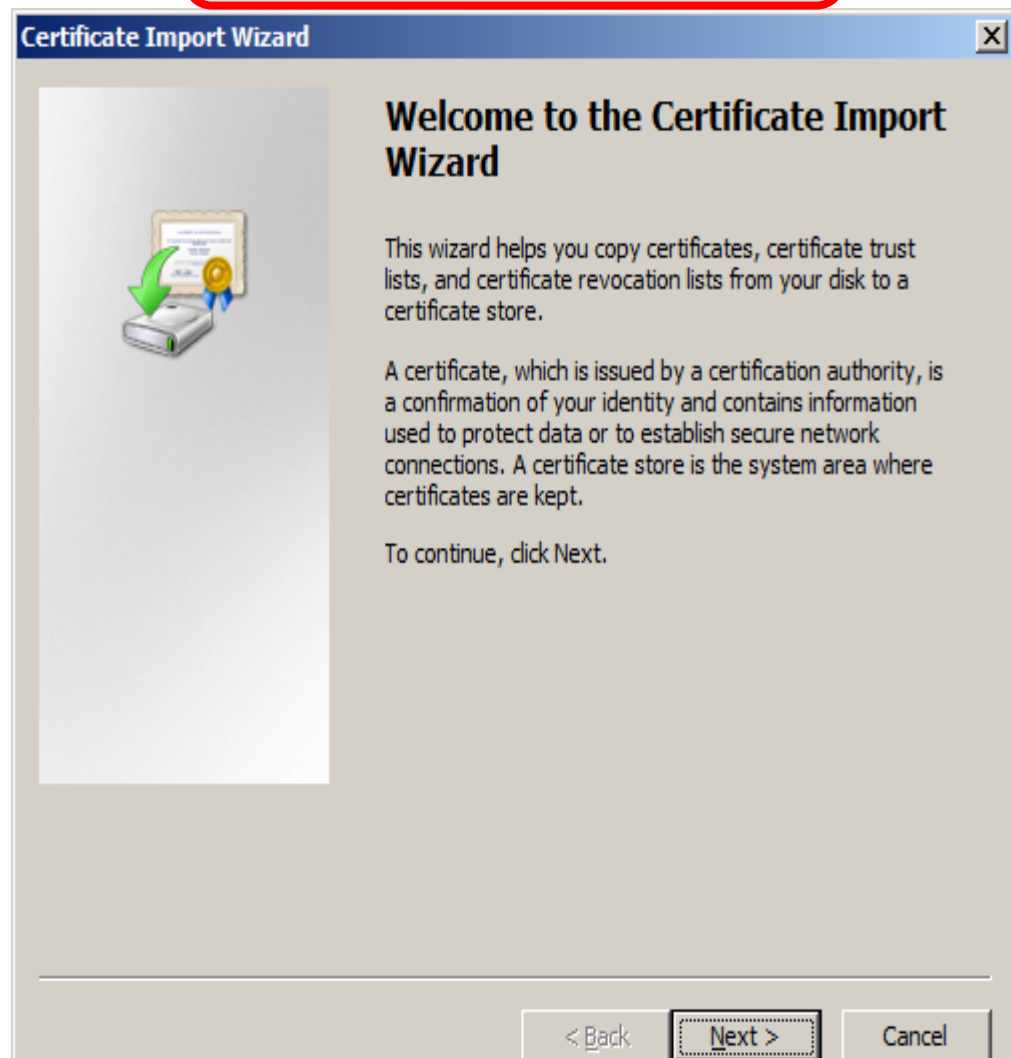 Certificate Import Wizard
Welcome to the Certificate Import
Wizard
This wizard helps you copy certificates, certificate trust
lists, and certificate revocation lists from your disk to a
certificate store.
A certificate, which is issued by a certification authority, is
a confirmation of your identity and contains information
used to protect data or to establish secure network
connections. A certificate store is the system area where
certificates are kept.
To continue, click Next.
< Back Next > Cancel